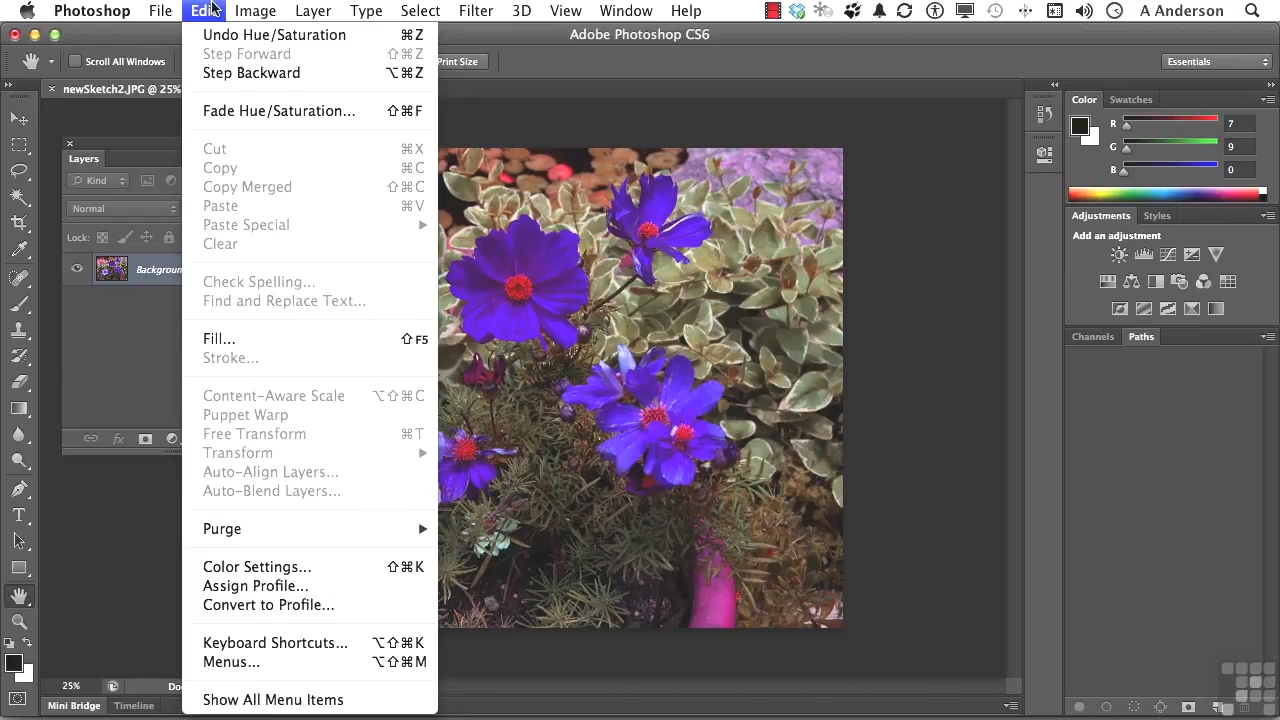 Photoshop File Edit Image Layer Type Select Filter 3D View Window Help A Anderson
Adobe Photoshop CS6
Scroll All Windows
Print Size
Essentials
newSketch2.JPG @ 25%
Undo Hue/Saturation ⌘Z
Step Forward ⇧⌘Z
Step Backward ⌥⌘Z
Fade Hue/Saturation... ⇧⌘F
Cut ⌘X
Copy ⌘C
Copy Merged ⇧⌘C
Paste ⌘V
Paste Special
Clear
Check Spelling...
Find and Replace Text...
Fill... ⇧F5
Stroke...
Content-Aware Scale ⌥⇧⌘C
Puppet Warp
Free Transform ⌘T
Transform
Auto-Align Layers...
Auto-Blend Layers...
Purge
Color Settings... ⇧⌘K
Assign Profile...
Convert to Profile...
Keyboard Shortcuts... ⌥⇧⌘K
Menus... ⌥⇧⌘M
Show All Menu Items
Layers
Kind
Normal
Lock:
Backgroun
fx
25% Do
Mini Bridge Timeline
T
Color Swatches
R 7
G 9
B 0
Adjustments Styles
Add an adjustment
Channels Paths